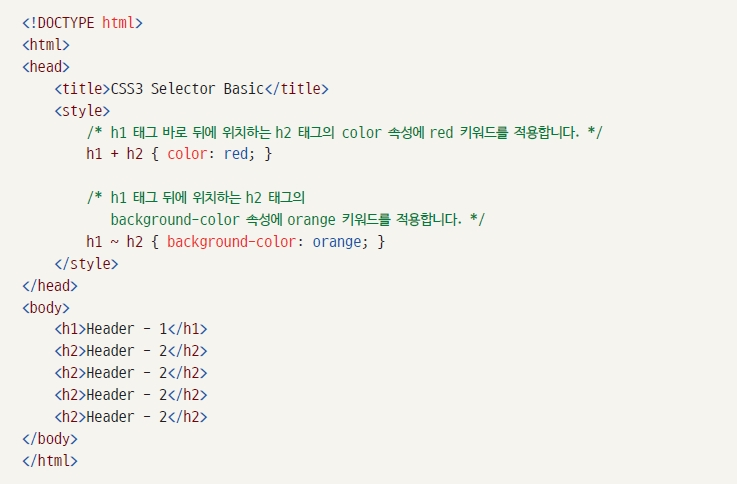 <!DOCTYPE html>
<html>
<head>
    <title>CSS3 Selector Basic</title>
    <style>
        /* h1 태그 바로 뒤에 위치하는 h2 태그의 color 속성에 red 키워드를 적용합니다. */
        h1 + h2 { color: red; }

        /* h1 태그 뒤에 위치하는 h2 태그의
           background-color 속성에 orange 키워드를 적용합니다. */
        h1 ~ h2 { background-color: orange; }
    </style>
</head>
<body>
    <h1>Header - 1</h1>
    <h2>Header - 2</h2>
    <h2>Header - 2</h2>
    <h2>Header - 2</h2>
    <h2>Header - 2</h2>
</body>
</html>